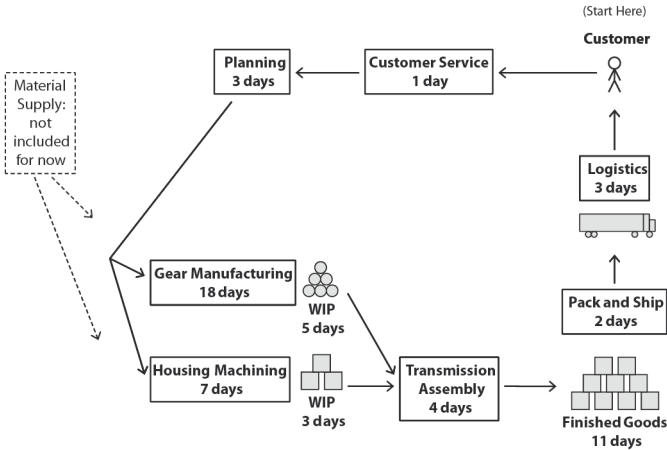 (Start Here)
Customer
Customer Service
1 day
Planning
3 days
Material
Supply:
not
included
for now
Gear Manufacturing
18 days
WIP
5 days
Housing Machining
7 days
WIP
3 days
Transmission
Assembly
4 days
Finished Goods
11 days
Pack and Ship
2 days
Logistics
3 days